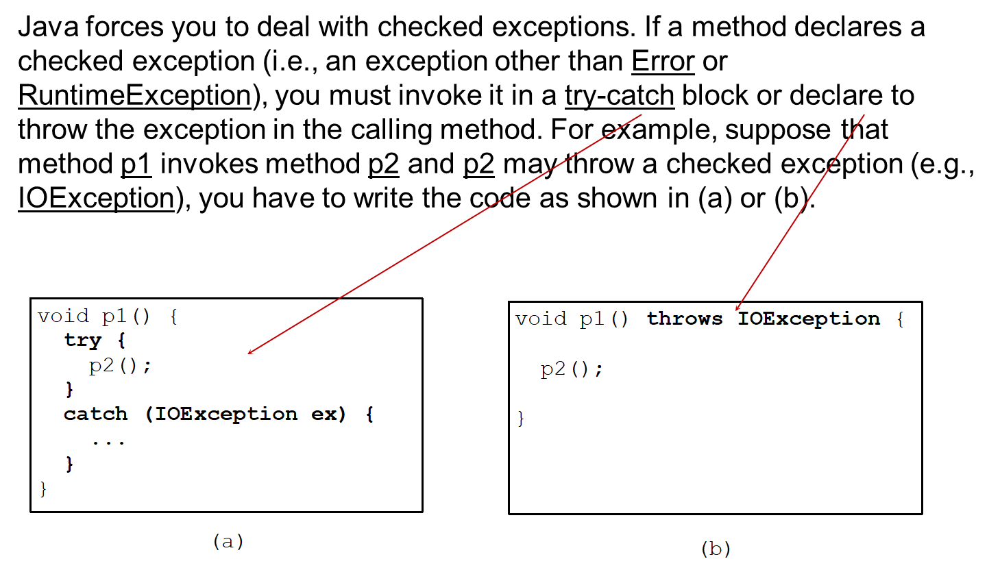 Java forces you to deal with checked exceptions. If a method declares a
checked exception (i.e., an exception other than Error or
RuntimeException), you must invoke it in a try-catch block or declare to
throw the exception in the calling method. For example, suppose that
method p1 invokes method p2 and p2 may throw a checked exception (e.g.,
IOException), you have to write the code as shown in (a) or (b).
void p1() {
try {
p2();
}
catch (IOException ex) {
...
}
}
(a)
void p1() throws IOException {
p2();
}
(b)